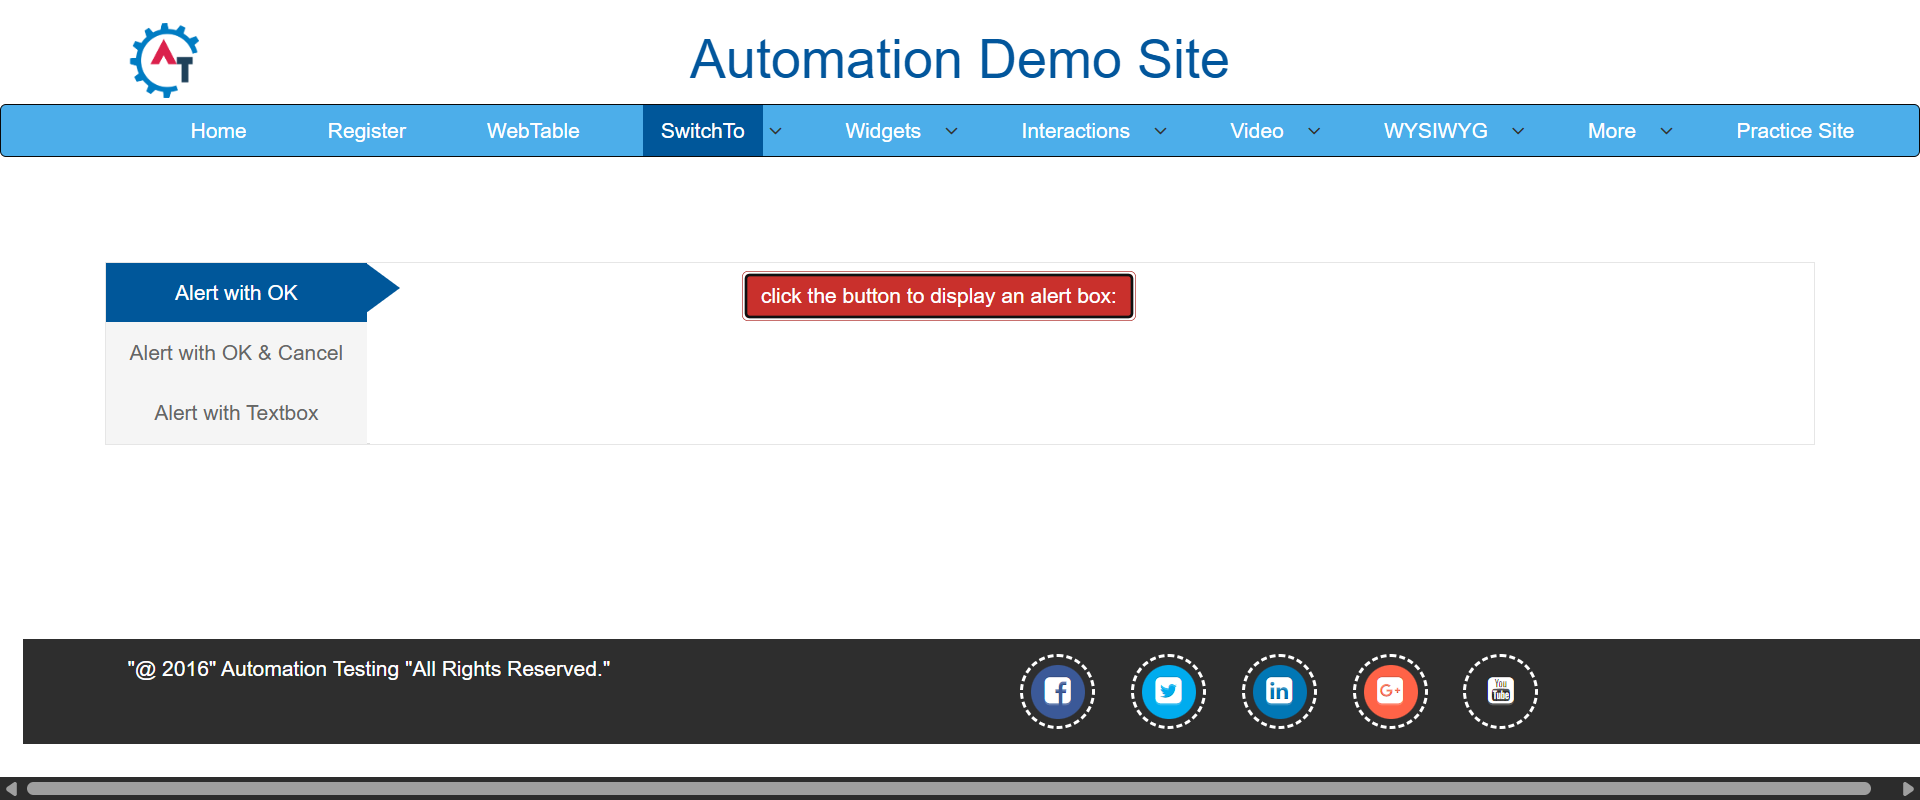 AT
Automation Demo Site
Home Register WebTable SwitchTo Widgets Interactions Video WYSIWYG More Practice Site
Alert with OK
click the button to display an alert box:
Alert with OK & Cancel
Alert with Textbox
"@ 2016" Automation Testing "All Rights Reserved."
f in G+ You Tube